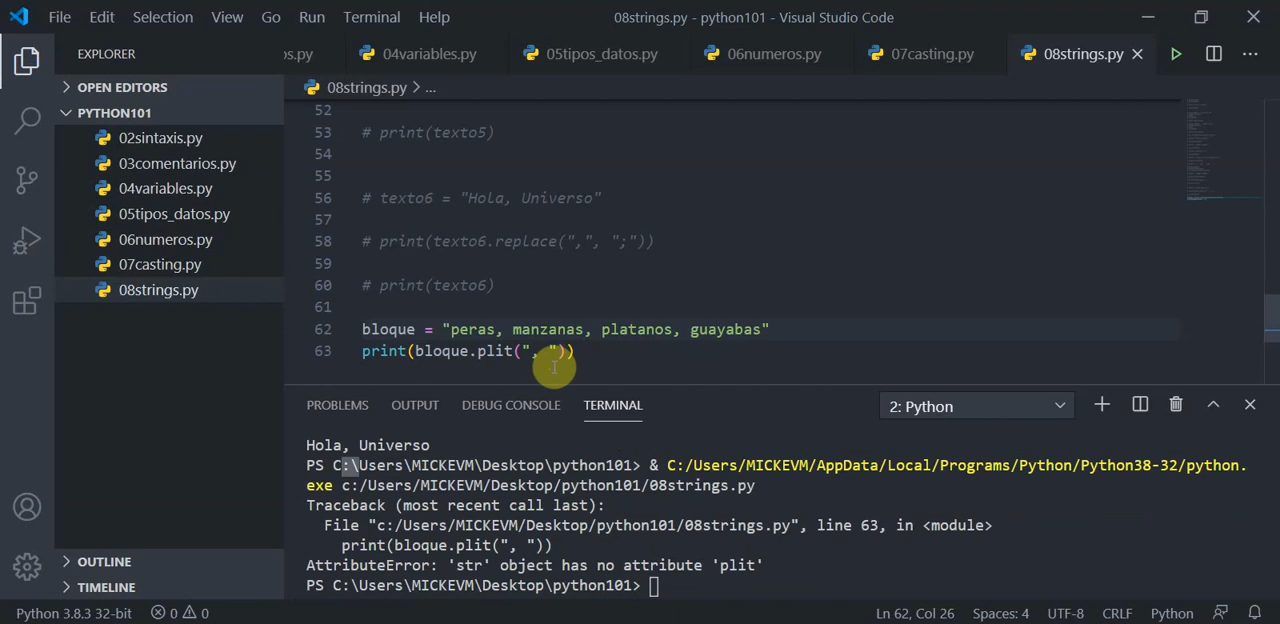 File Edit Selection View Go Run Terminal Help 08strings.py - python101 - Visual Studio Code
EXPLORER
os.py 04variables.py 05tipos_datos.py 06numeros.py 07casting.py 08strings.py
OPEN EDITORS
PYTHON101
02sintaxis.py
03comentarios.py
04variables.py
05tipos_datos.py
06numeros.py
07casting.py
08strings.py
OUTLINE
TIMELINE
08strings.py > ...
52
53 # print(texto5)
54
55
56 # texto6 = "Hola, Universo"
57
58 # print(texto6.replace(",", ";"))
59
60 # print(texto6)
61
62 bloque = "peras, manzanas, platanos, guayabas"
63 print(bloque.plit(", "))
PROBLEMS OUTPUT DEBUG CONSOLE TERMINAL 2: Python
Hola, Universo
PS C:\Users\MICKEVM\Desktop\python101> & C:/Users/MICKEVM/AppData/Local/Programs/Python/Python38-32/python.
exe c:/Users/MICKEVM/Desktop/python101/08strings.py
Traceback (most recent call last):
File "c:/Users/MICKEVM/Desktop/python101/08strings.py", line 63, in <module>
print(bloque.plit(", "))
AttributeError: 'str' object has no attribute 'plit'
PS C:\Users\MICKEVM\Desktop\python101>
Python 3.8.3 32-bit 0 0 Ln 62, Col 26 Spaces: 4 UTF-8 CRLF Python